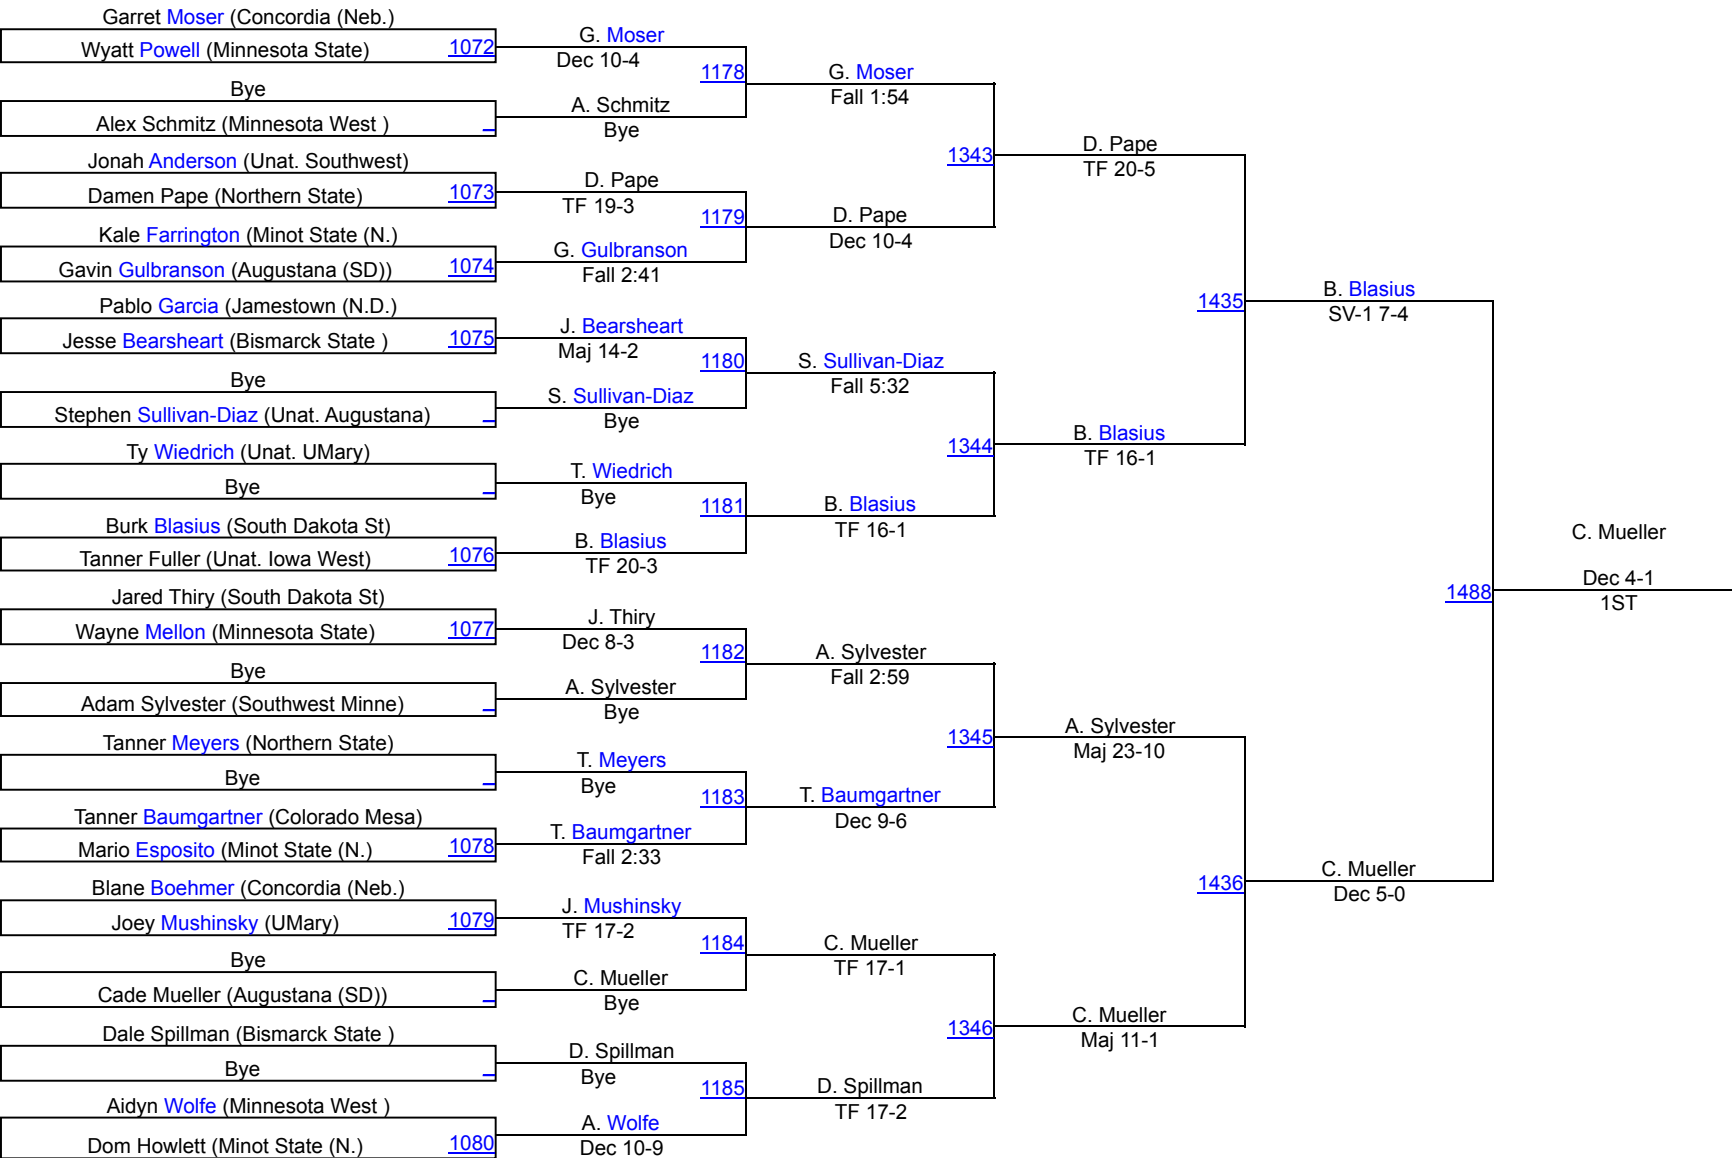 Garret Moser (Concordia (Neb.)
Wyatt Powell (Minnesota State) 1072
Bye
Alex Schmitz (Minnesota West )
Jonah Anderson (Unat. Southwest)
Damen Pape (Northern State) 1073
Kale Farrington (Minot State (N.)
Gavin Gulbranson (Augustana (SD)) 1074
Pablo Garcia (Jamestown (N.D.)
Jesse Bearsheart (Bismarck State ) 1075
Bye
Stephen Sullivan-Diaz (Unat. Augustana)
Ty Wiedrich (Unat. UMary)
Bye
Burk Blasius (South Dakota St)
Tanner Fuller (Unat. Iowa West) 1076
Jared Thiry (South Dakota St)
Wayne Mellon (Minnesota State) 1077
Bye
Adam Sylvester (Southwest Minne)
Tanner Meyers (Northern State)
Bye
Tanner Baumgartner (Colorado Mesa)
Mario Esposito (Minot State (N.) 1078
Blane Boehmer (Concordia (Neb.)
Joey Mushinsky (UMary) 1079
Bye
Cade Mueller (Augustana (SD))
Dale Spillman (Bismarck State )
Bye
Aidyn Wolfe (Minnesota West )
Dom Howlett (Minot State (N.) 1080
G. Moser
Dec 10-4
1178
A. Schmitz
Bye
D. Pape
TF 19-3
1179
G. Gulbranson
Fall 2:41
J. Bearsheart
Maj 14-2
1180
S. Sullivan-Diaz
Bye
T. Wiedrich
Bye
1181
B. Blasius
TF 20-3
J. Thiry
Dec 8-3
1182
A. Sylvester
Bye
T. Meyers
Bye
1183
T. Baumgartner
Fall 2:33
J. Mushinsky
TF 17-2
1184
C. Mueller
Bye
D. Spillman
Bye
1185
A. Wolfe
Dec 10-9
G. Moser
Fall 1:54
1343
D. Pape
Dec 10-4
S. Sullivan-Diaz
Fall 5:32
1344
B. Blasius
TF 16-1
A. Sylvester
Fall 2:59
1345
T. Baumgartner
Dec 9-6
C. Mueller
TF 17-1
1346
D. Spillman
TF 17-2
D. Pape
TF 20-5
1435
B. Blasius
TF 16-1
A. Sylvester
Maj 23-10
1436
C. Mueller
Maj 11-1
B. Blasius
SV-1 7-4
1488
C. Mueller
Dec 5-0
C. Mueller
Dec 4-1
1ST